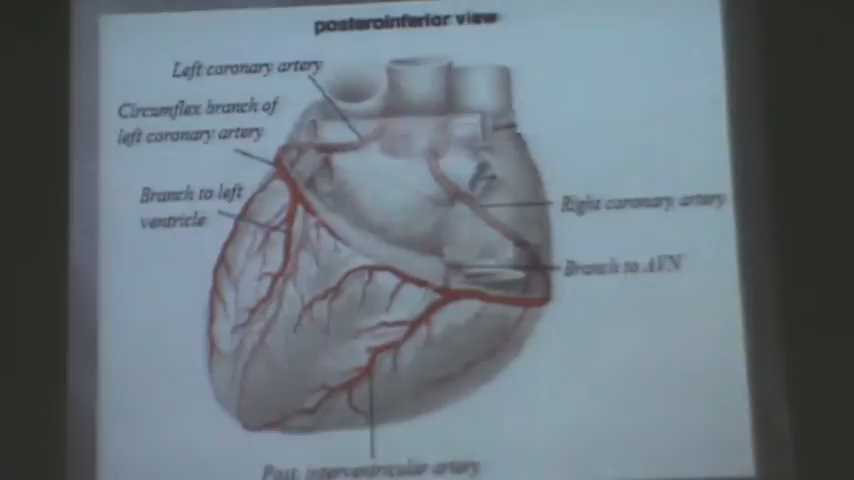 posteroinferior view
Left coronary artery
Circumflex branch of
left coronary artery
Branch to left
ventricle
Right coronary artery
Branch to AVN
Post. interventricular artery